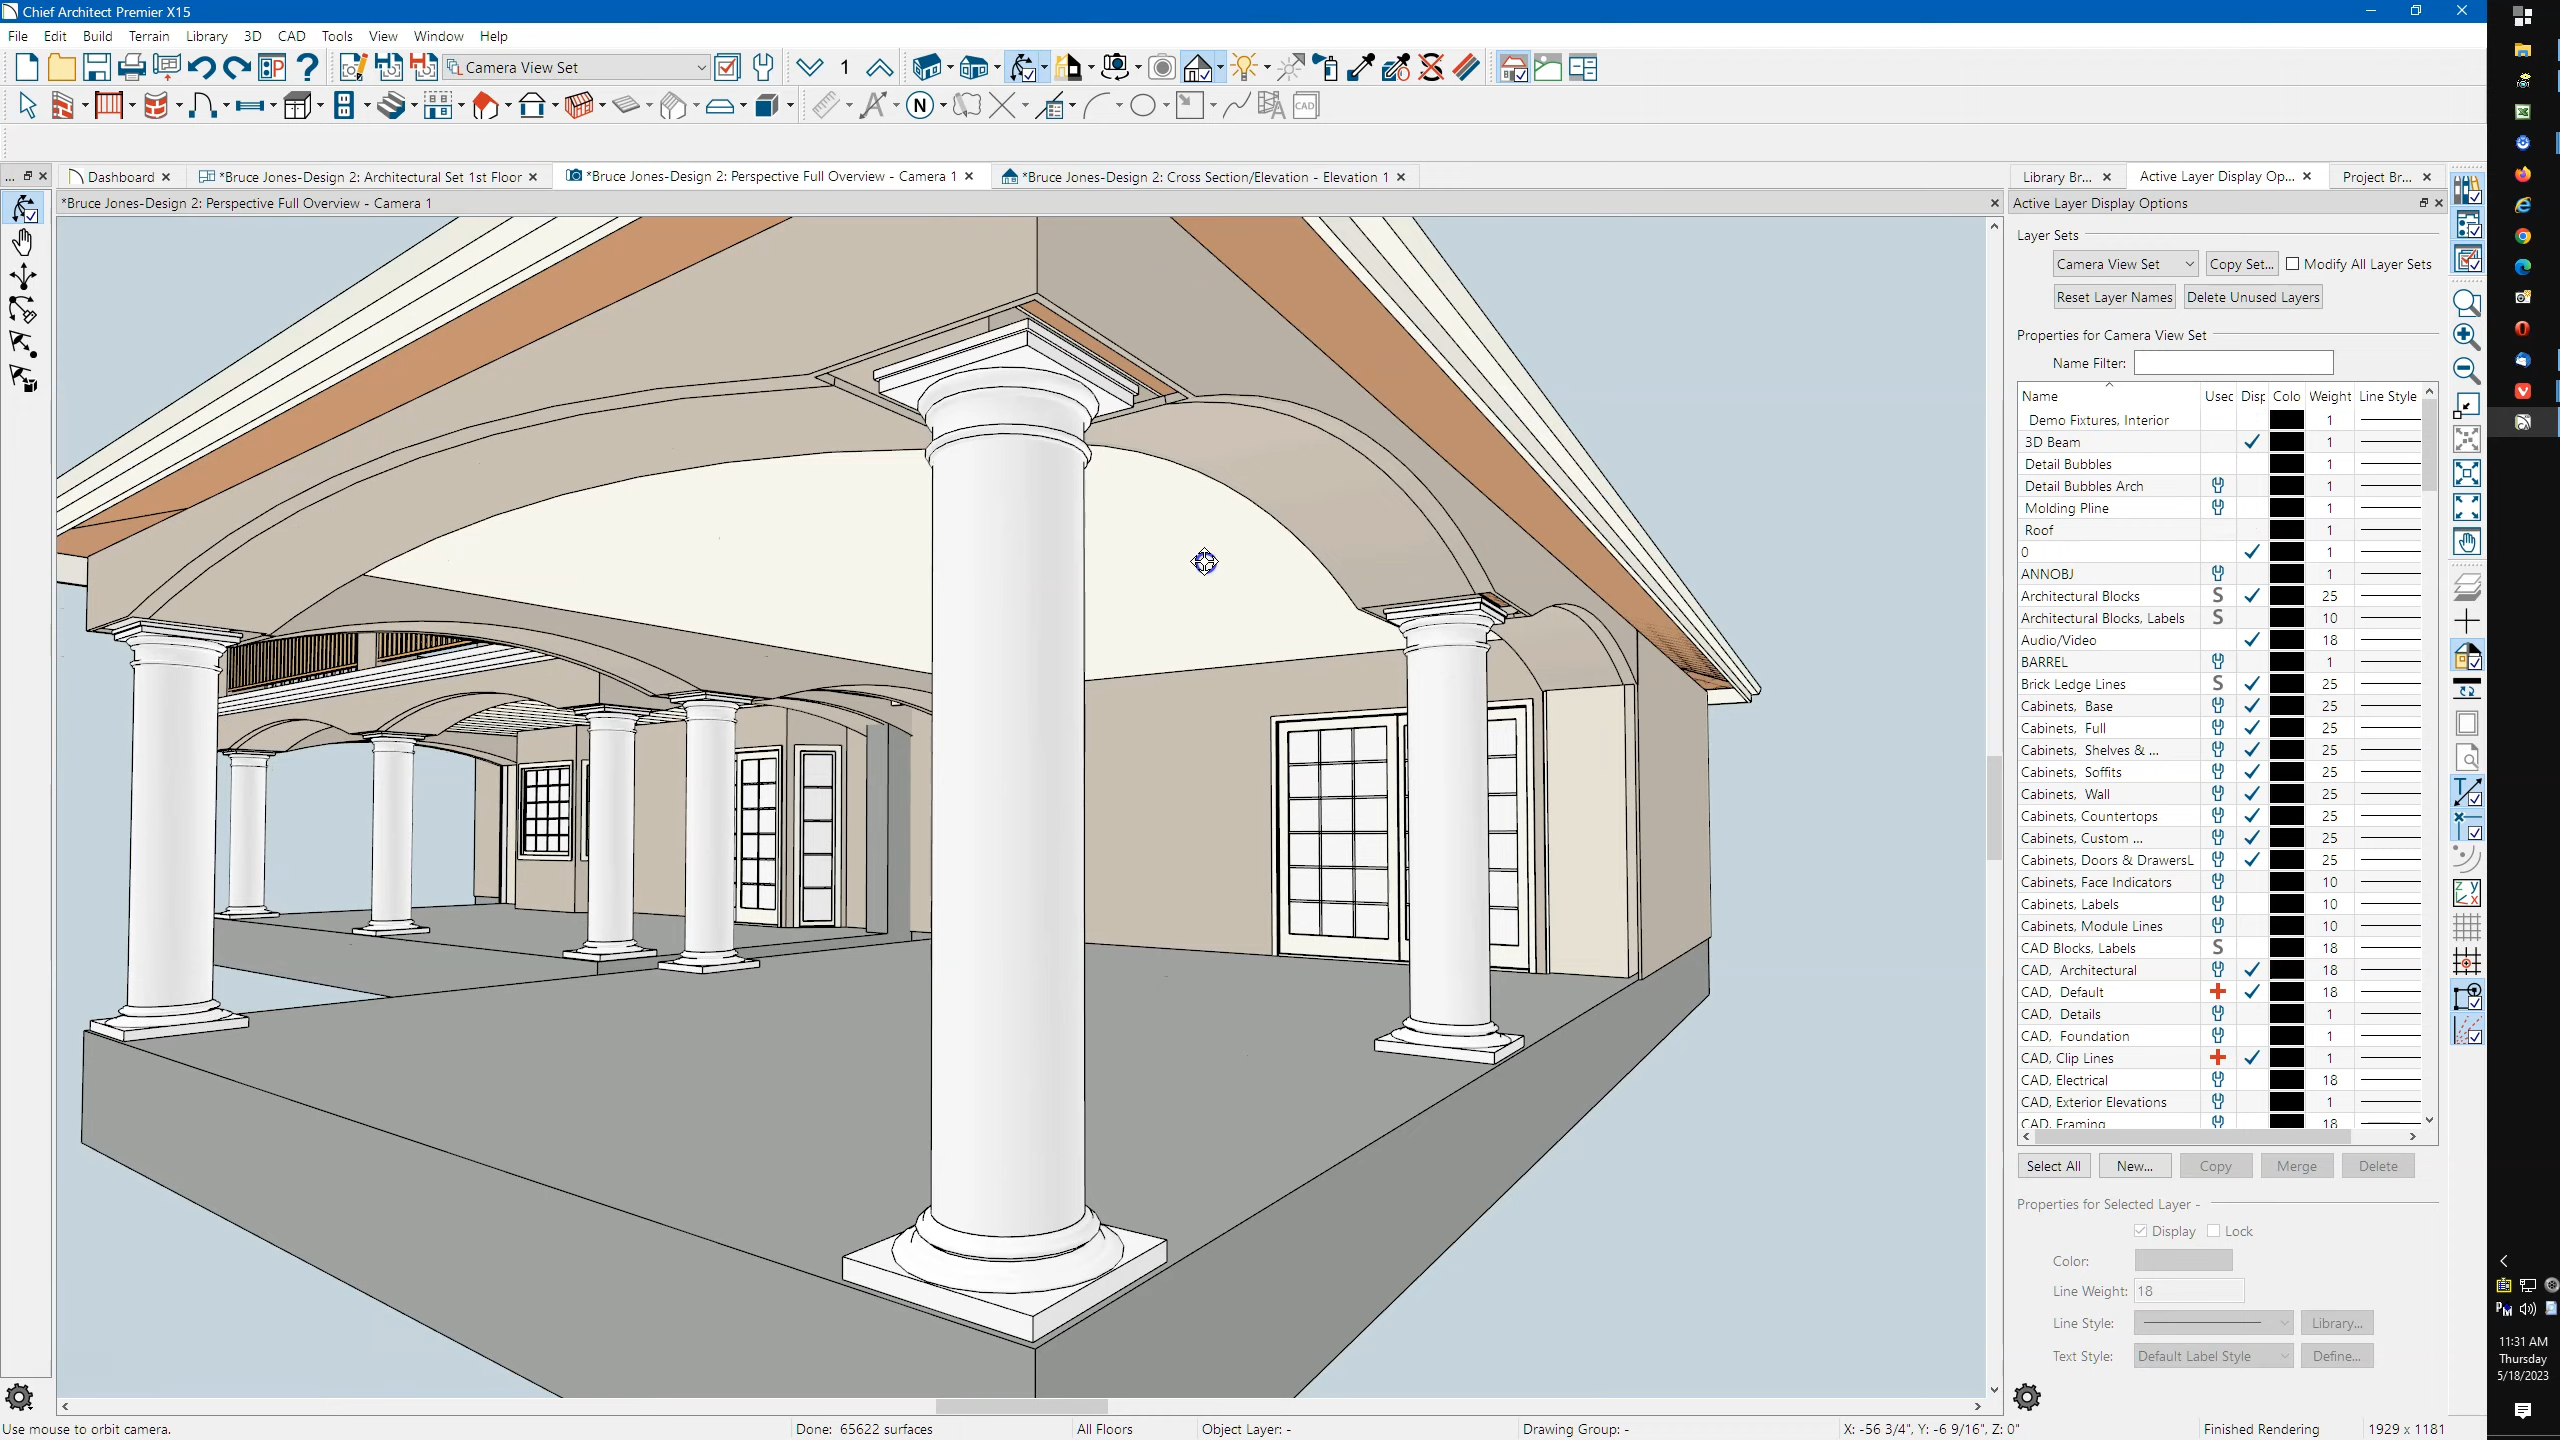 Chief Architect Premier X15
File Edit Build Terrain Library 3D CAD Tools View Window Help
Camera View Set 1
N CAD
... Dashboard *Bruce Jones-Design 2: Architectural Set 1st Floor *Bruce Jones-Design 2: Perspective Full Overview - Camera 1 *Bruce Jones-Design 2: Cross Section/Elevation - Elevation 1 Library Br... Active Layer Display Op... Project Br...
*Bruce Jones-Design 2: Perspective Full Overview - Camera 1
Active Layer Display Options
Layer Sets
Camera View Set Copy Set... Modify All Layer Sets
Reset Layer Names Delete Unused Layers
Properties for Camera View Set
Name Filter:
Name Usec Disp Colo Weight Line Style
Demo Fixtures, Interior 1
3D Beam 1
Detail Bubbles 1
Detail Bubbles Arch 1
Molding Pline 1
Roof 1
0 1
ANNOBJ 1
Architectural Blocks S 25
Architectural Blocks, Labels S 10
Audio/Video 18
BARREL 1
Brick Ledge Lines S 25
Cabinets, Base 25
Cabinets, Full 25
Cabinets, Shelves & ... 25
Cabinets, Soffits 25
Cabinets, Wall 25
Cabinets, Countertops 25
Cabinets, Custom ... 25
Cabinets, Doors & DrawersL 25
Cabinets, Face Indicators 10
Cabinets, Labels 10
Cabinets, Module Lines 10
CAD Blocks, Labels S 18
CAD, Architectural 18
CAD, Default 18
CAD, Details 1
CAD, Foundation 1
CAD, Clip Lines 1
CAD, Electrical 18
CAD, Exterior Elevations 1
CAD, Framing 18
Select All New... Copy Merge Delete
Properties for Selected Layer -
Display Lock
Color:
Line Weight: 18
Line Style: Library...
Text Style: Default Label Style Define...
11:31 AM
Thursday
5/18/2023
Use mouse to orbit camera. Done: 65622 surfaces All Floors Object Layer: - Drawing Group: - X: -56 3/4", Y: -6 9/16", Z: 0" Finished Rendering 1929 x 1181